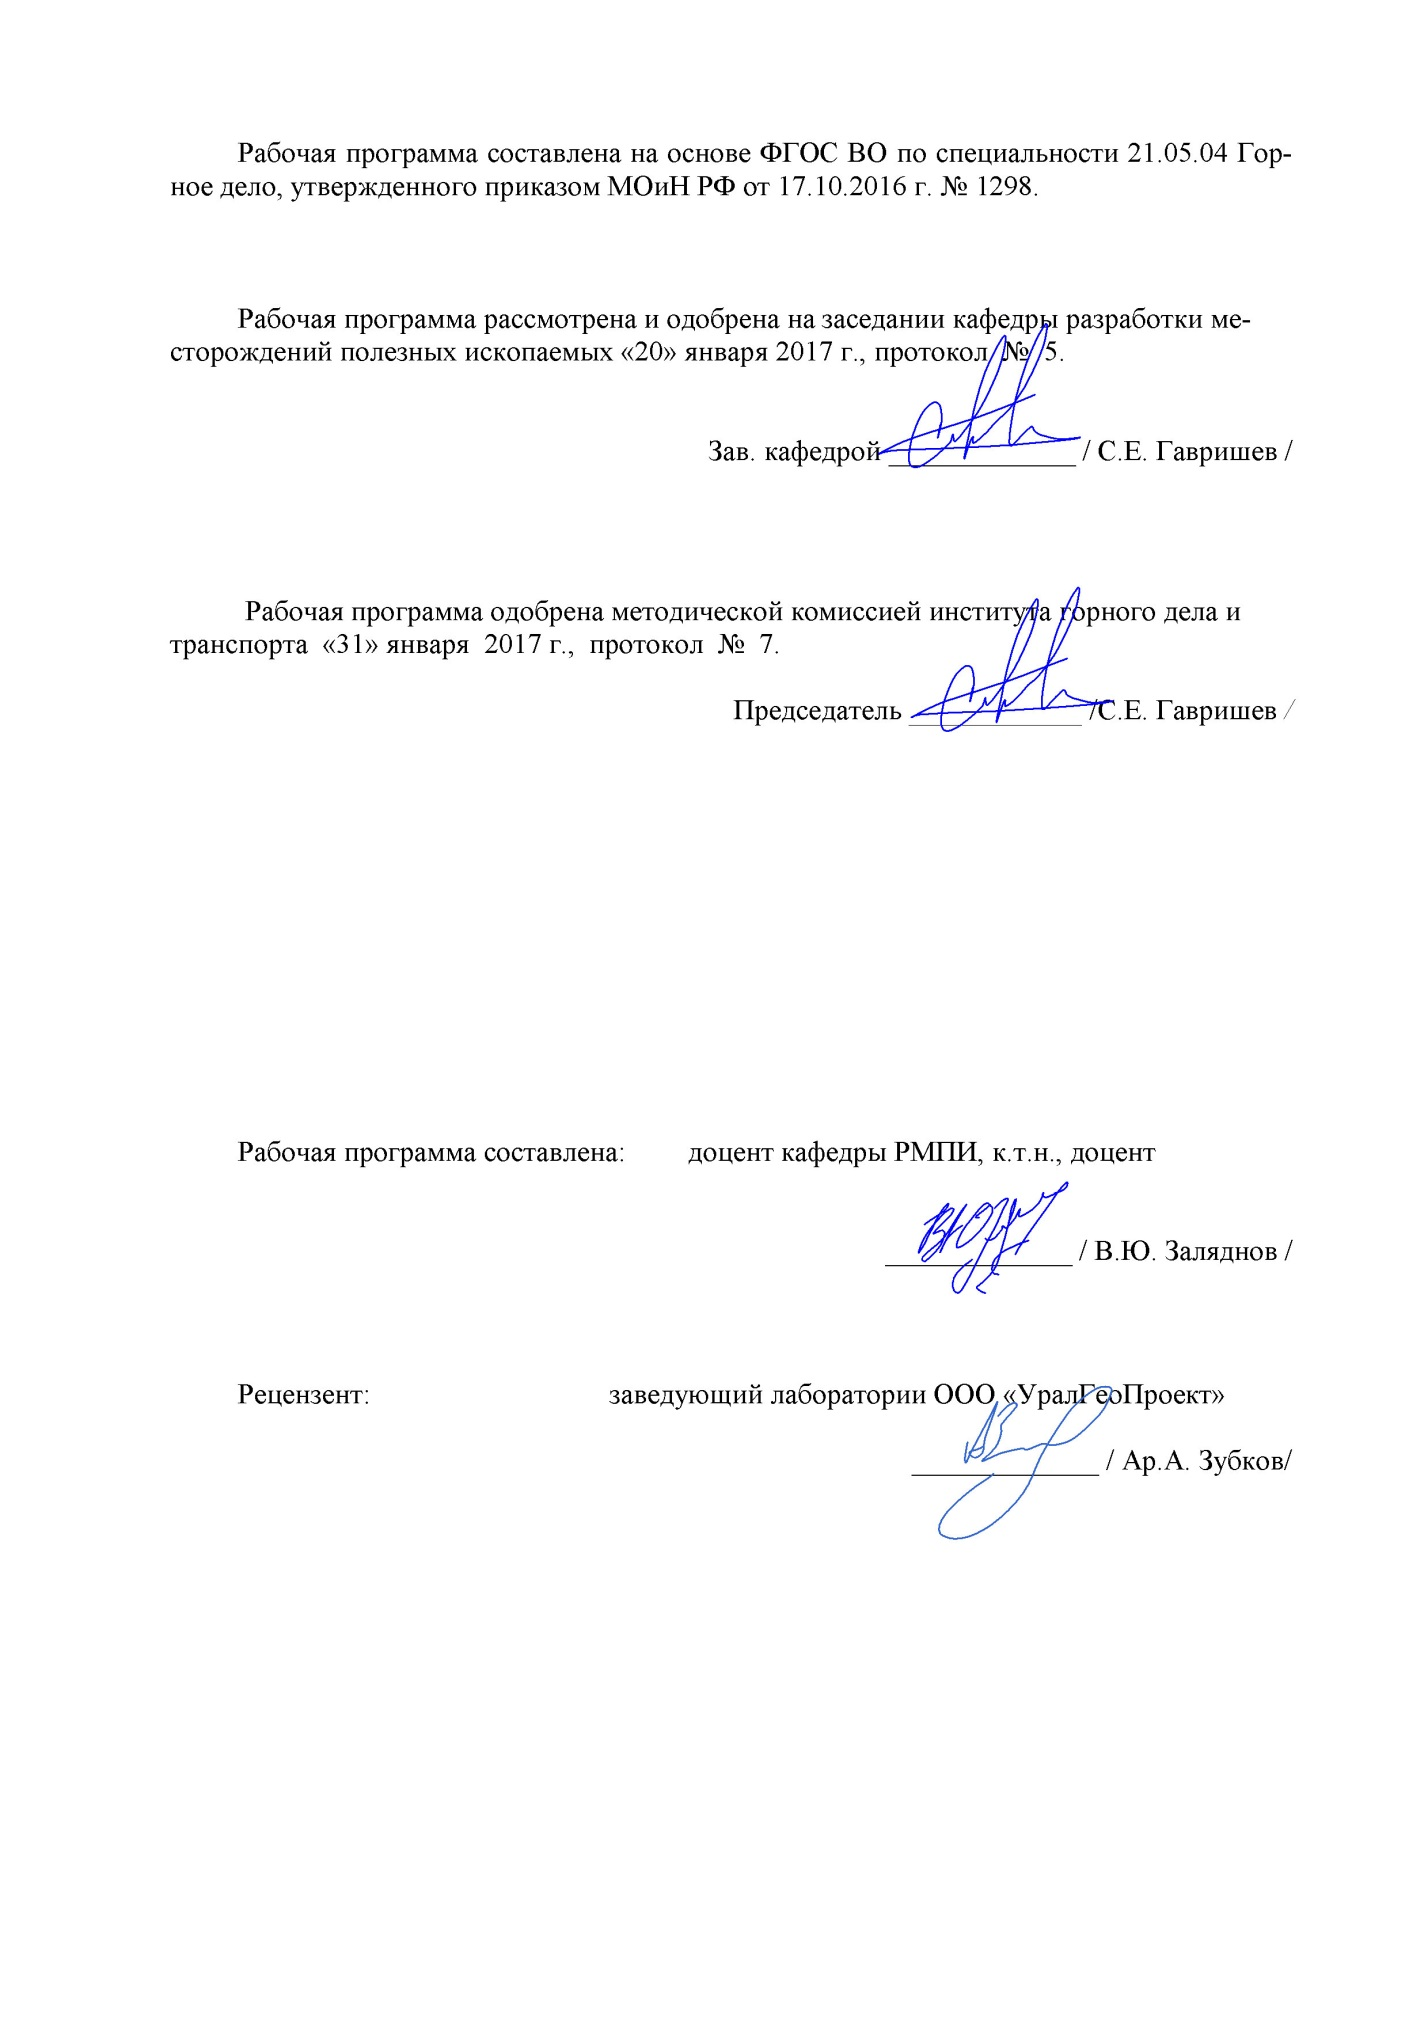 Рабочая программа составлена на основе ФГОС ВО по специальности 21.05.04 Гор-
ное дело, утвержденного приказом МОиН РФ от 17.10.2016 г. № 1298.
Рабочая программа рассмотрена и одобрена на заседании кафедры разработки ме-
сторождений полезных ископаемых «20» января 2017 г., протокол № 5.
Зав. кафедрой ______________ / С.Е. Гавришев /
Рабочая программа одобрена методической комиссией института горного дела и
транспорта «31» января 2017 г., протокол № 7.
Председатель _____________ /С.Е. Гавришев /
Рабочая программа составлена: доцент кафедры РМПИ, к.т.н., доцент
______________ / В.Ю. Заляднов /
Рецензент: заведующий лаборатории ООО «УралГеоПроект»
______________ / Ар.А. Зубков/